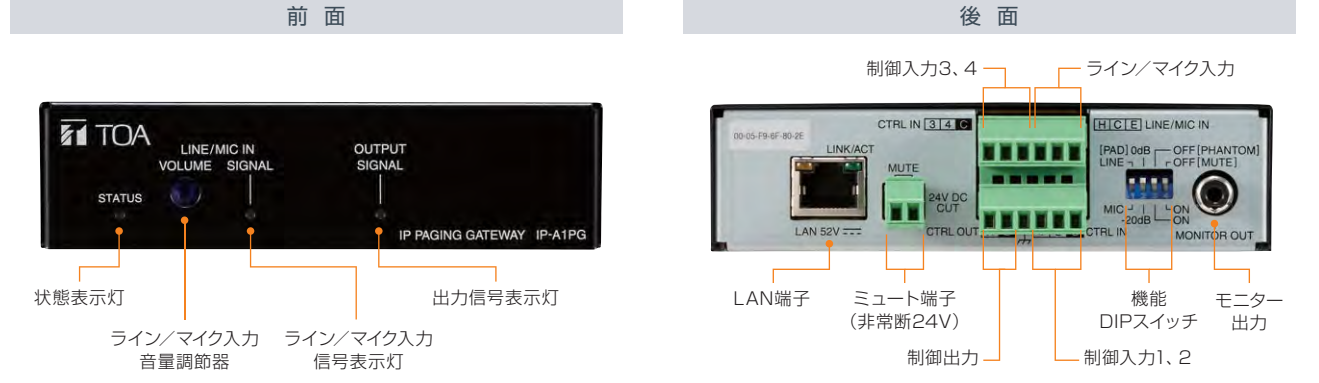 前 面
TOA
LINE/MIC IN
VOLUME SIGNAL
OUTPUT
SIGNAL
STATUS
IP PAGING GATEWAY IP-A1PG
状態表示灯
出力信号表示灯
ライン／マイク入力
音量調節器
ライン／マイク入力
信号表示灯
後 面
制御入力3、4
ライン／マイク入力
00-05-F9-6F-80-2E
CTRL IN 3 4 C
H C E LINE/MIC IN
LINK/ACT
[PAD] 0dB
OFF [PHANTOM]
LINE
OFF [MUTE]
MUTE
24V DC
CUT
MIC
ON
-20dB
ON
LAN 52V
CTRL OUT
CTRL IN
MONITOR OUT
LAN端子
ミュート端子
（非常断24V）
機能
DIPスイッチ
モニター
出力
制御出力
制御入力1、2